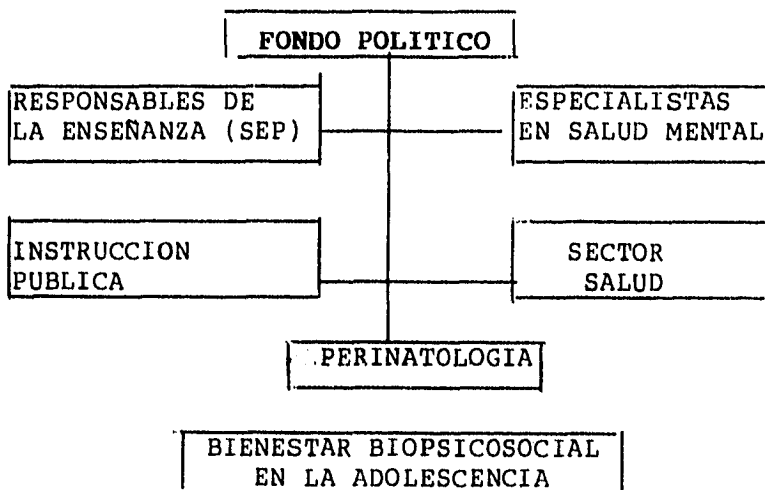 FONDO POLITICO
RESPONSABLES DE
LA ENSEÑANZA (SEP)
ESPECIALISTAS
EN SALUD MENTAL
INSTRUCCION
PUBLICA
SECTOR
SALUD
PERINATOLOGIA
BIENESTAR BIOPSICOSOCIAL
EN LA ADOLESCENCIA